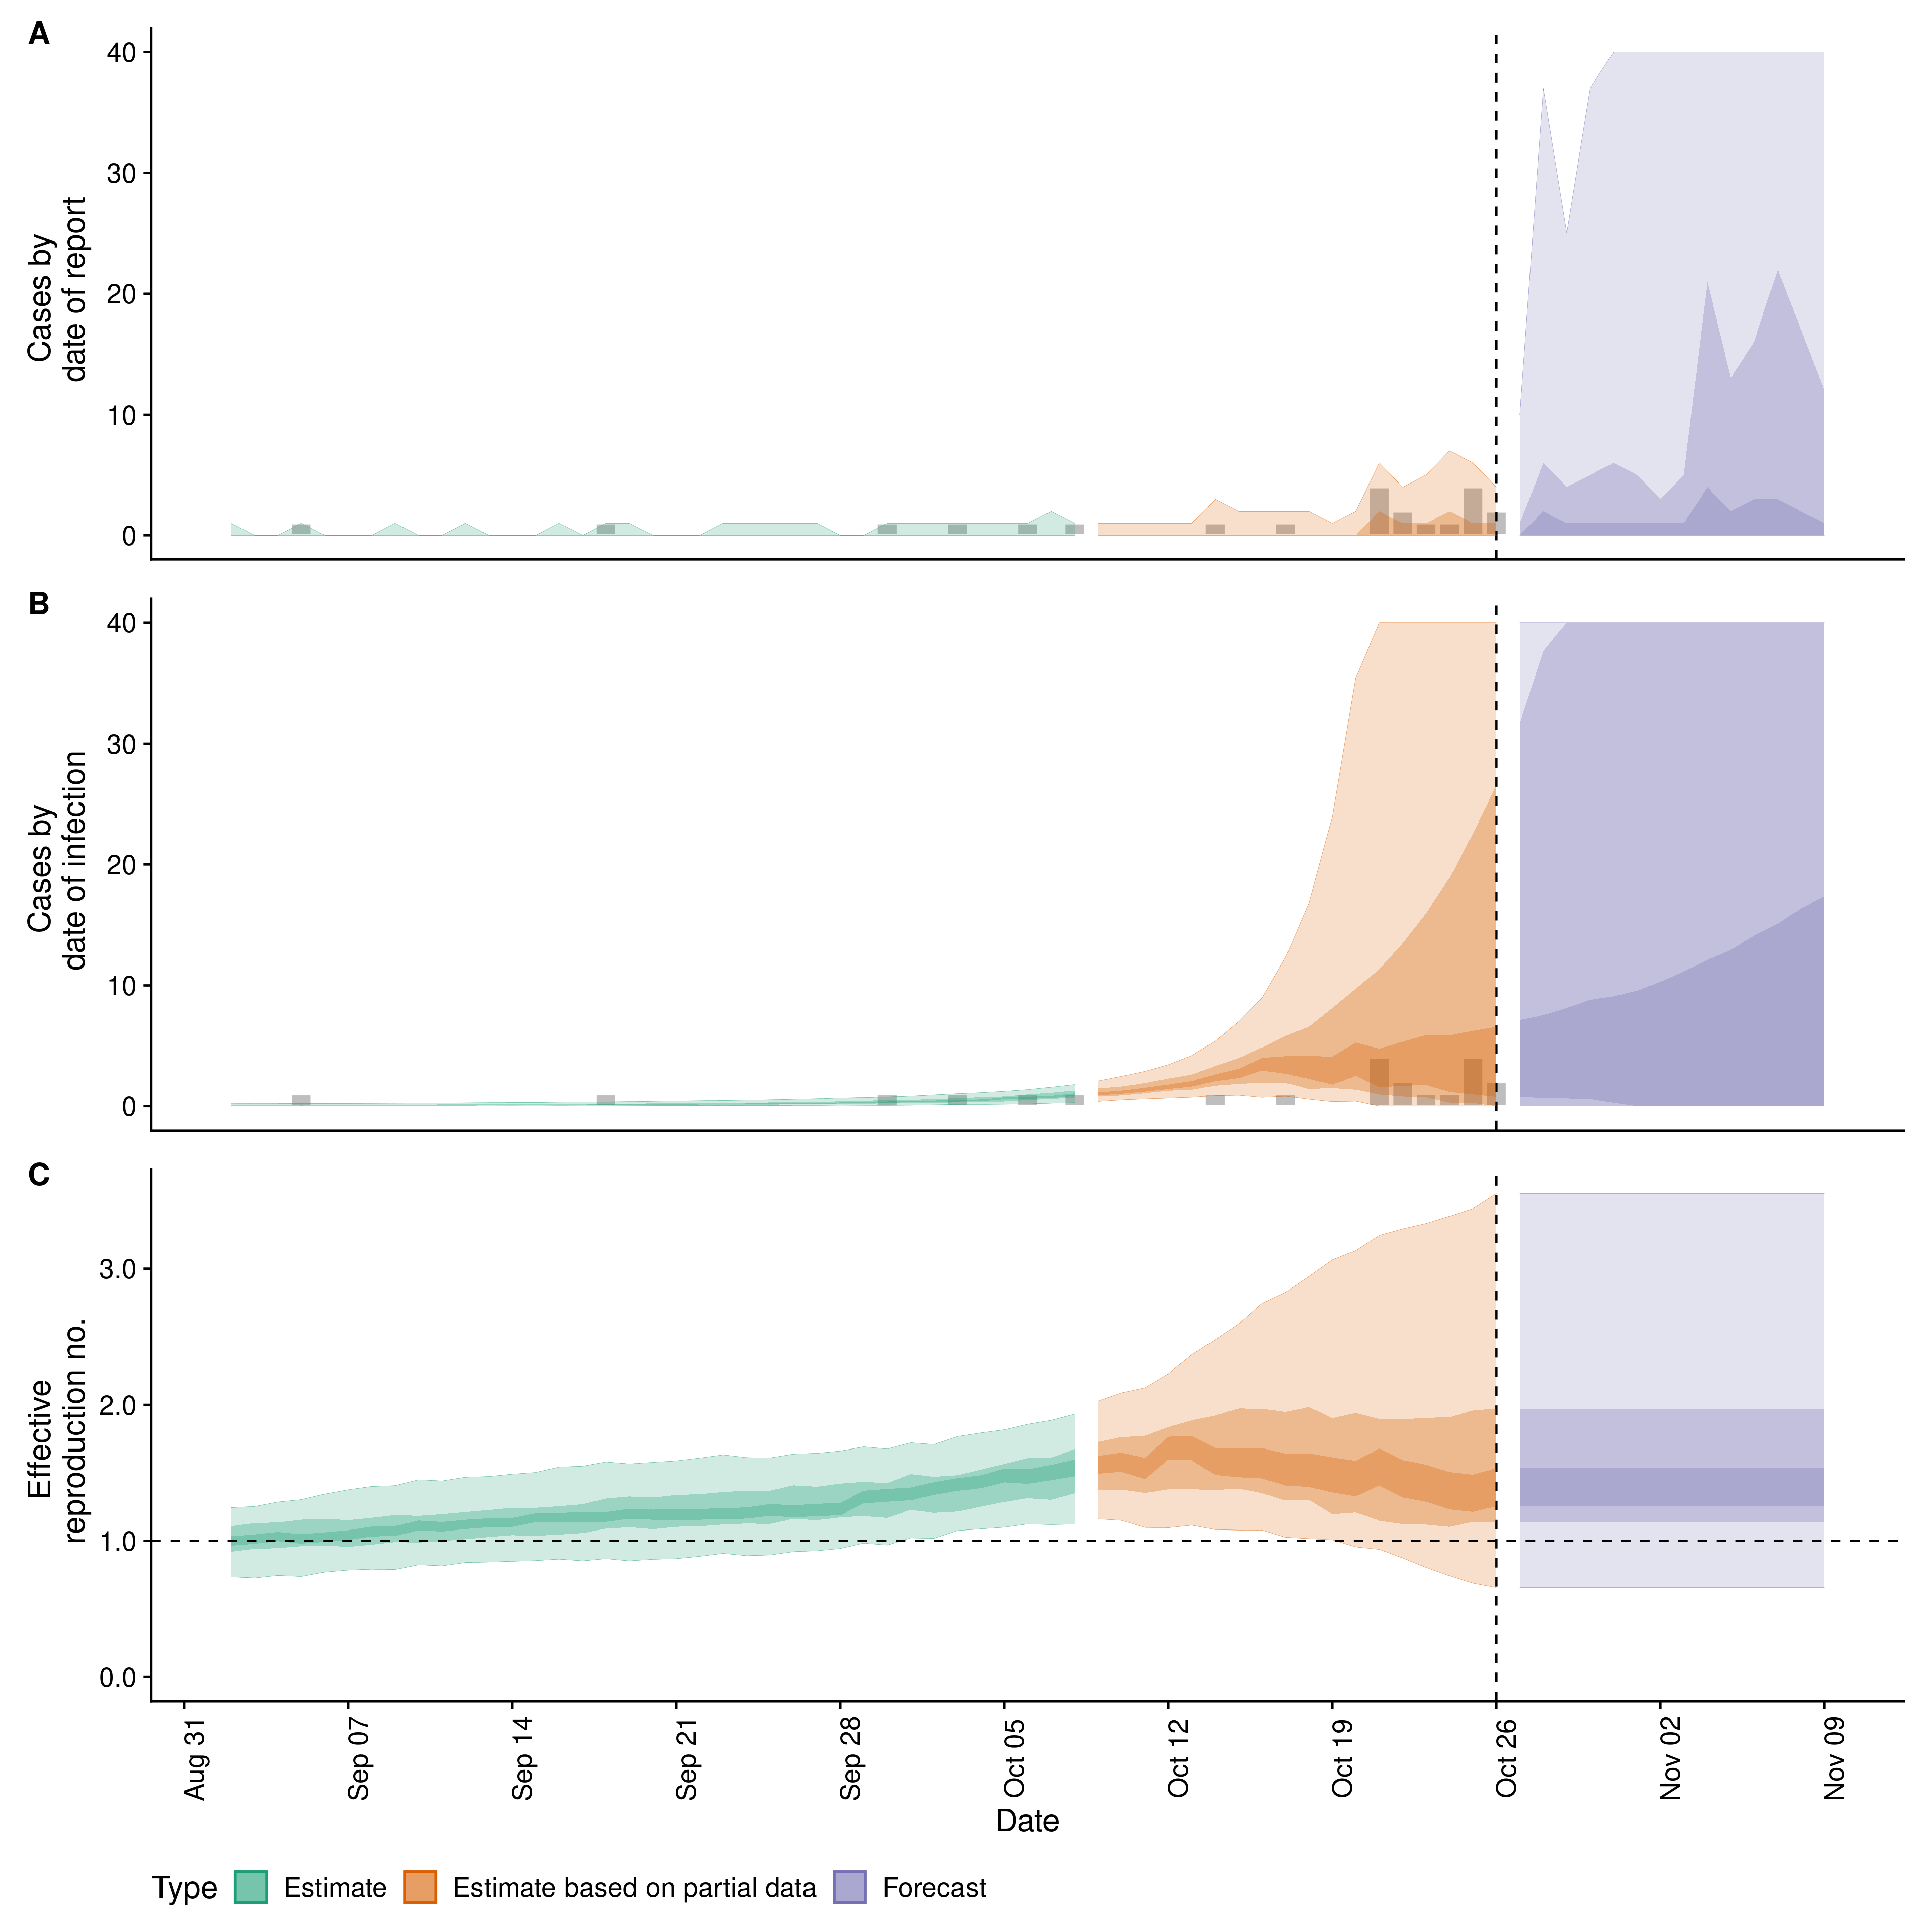 A
Cases by
date of report
40
30
20
10
0
B
Cases by
date of infection
40
30
20
10
0
C
Effective
reproduction no.
3.0
2.0
1.0
0.0
Aug 31
Sep 07
Sep 14
Sep 21
Sep 28
Oct 05
Oct 12
Oct 19
Oct 26
Nov 02
Nov 09
Date
Type Estimate Estimate based on partial data Forecast